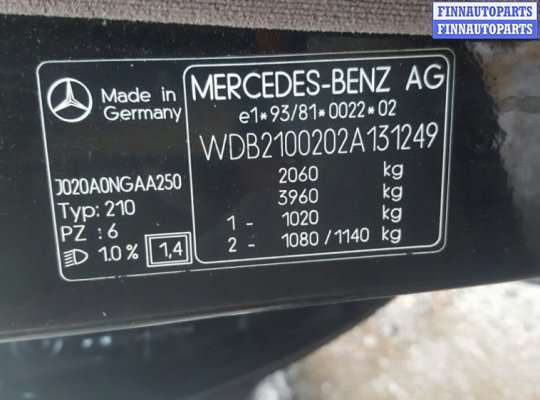 FINNAUTOPARTS
FINNAUTOPARTS
Made in
Germany
J020A0NGAA250
Typ: 210
PZ : 6
1.0 % 1,4
MERCEDES-BENZ AG
e1*93/81*0022*02
WDB2100202A131249
2060 kg
3960 kg
1 - 1020 kg
2 - 1080/1140 kg